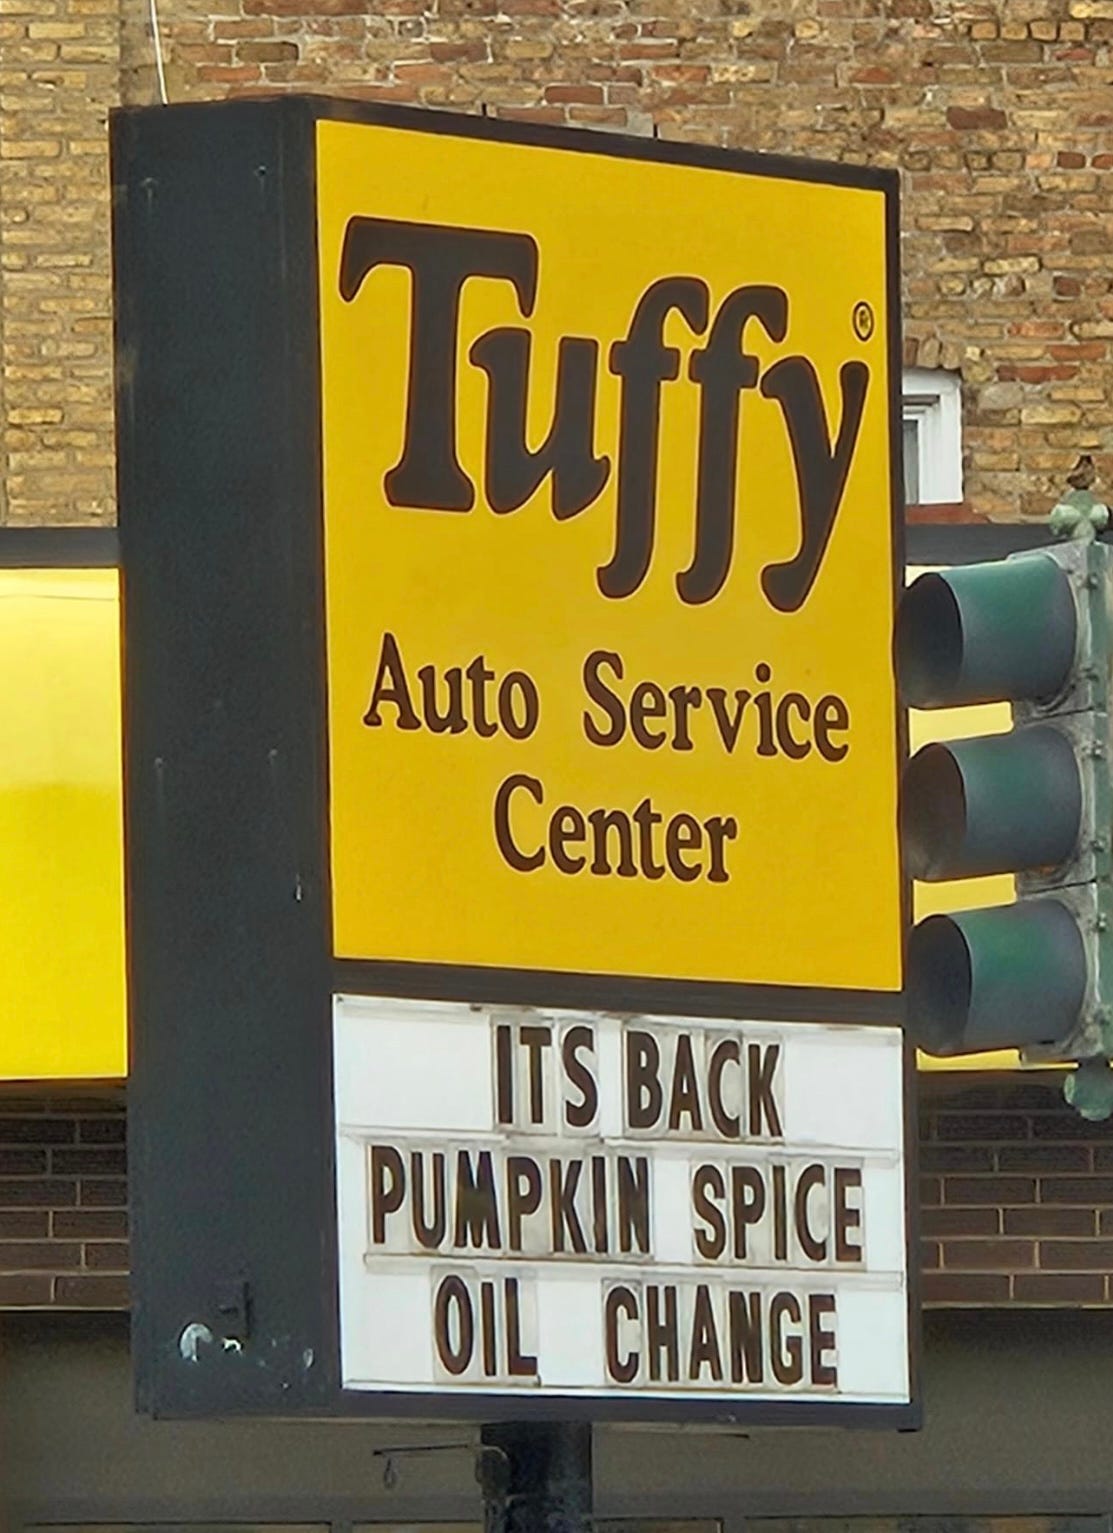 Tuffy®
Auto Service
Center
ITS BACK
PUMPKIN SPICE
OIL CHANGE